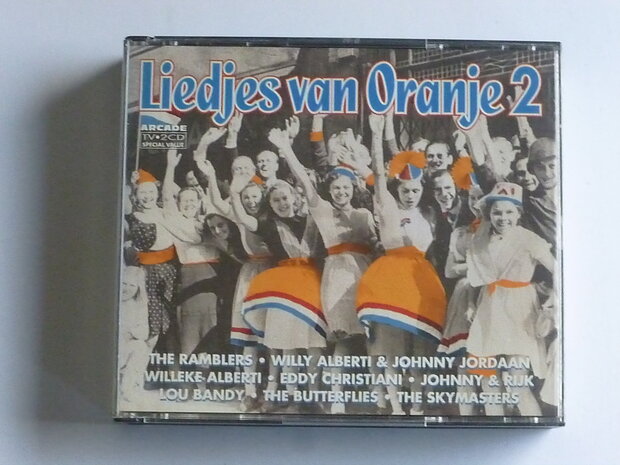 Liedjes van Oranje 2
ARCADE
TV•2CD
SPECIAL VALUE
THE RAMBLERS • WILLY ALBERTI & JOHNNY JORDAAN
WILLEKE ALBERTI • EDDY CHRISTIANI • JOHNNY & RIJK
LOU BANDY • THE BUTTERFLIES • THE SKYMASTERS